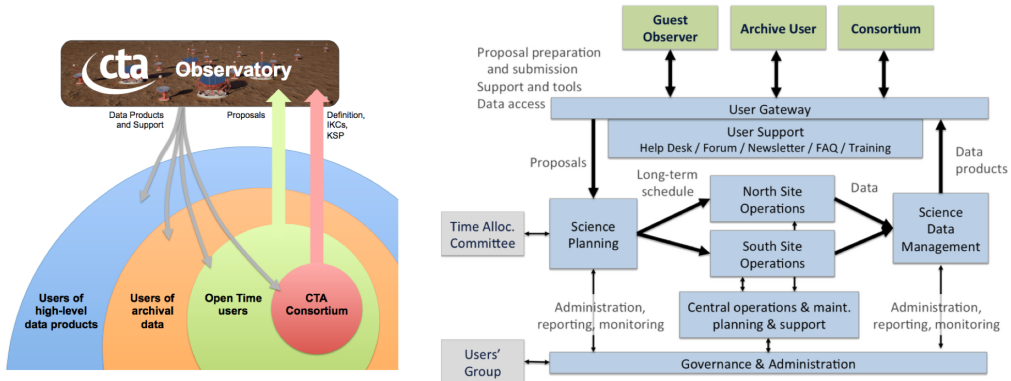 cta Observatory
Data Products
and Support
Proposals
Definition,
IKCs,
KSP
Users of
high-level
data products
Users of
archival
data
Open Time
users
CTA
Consortium
Guest
Observer
Archive User
Consortium
Proposal preparation
and submission
Support and tools
Data access
User Gateway
User Support
Help Desk / Forum / Newsletter / FAQ / Training
Proposals
Long-term
schedule
Data
Data
products
Time Alloc.
Committee
Science
Planning
North Site
Operations
South Site
Operations
Science
Data
Management
Administration,
reporting, monitoring
Central operations & maint.
planning & support
Administration,
reporting, monitoring
Users'
Group
Governance & Administration